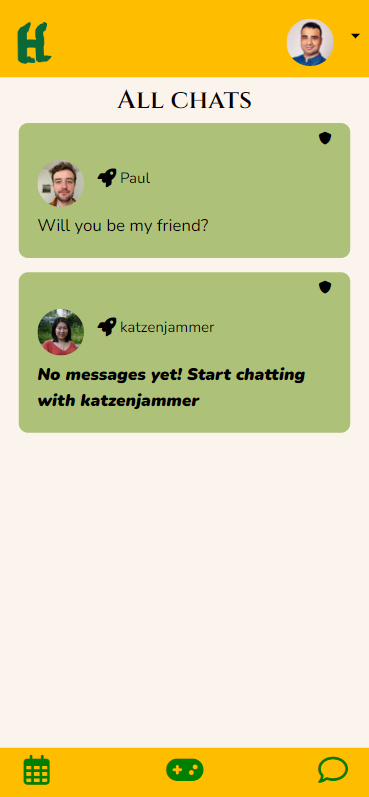 H
All chats
Paul
Will you be my friend?
katzenjammer
No messages yet! Start chatting
with katzenjammer